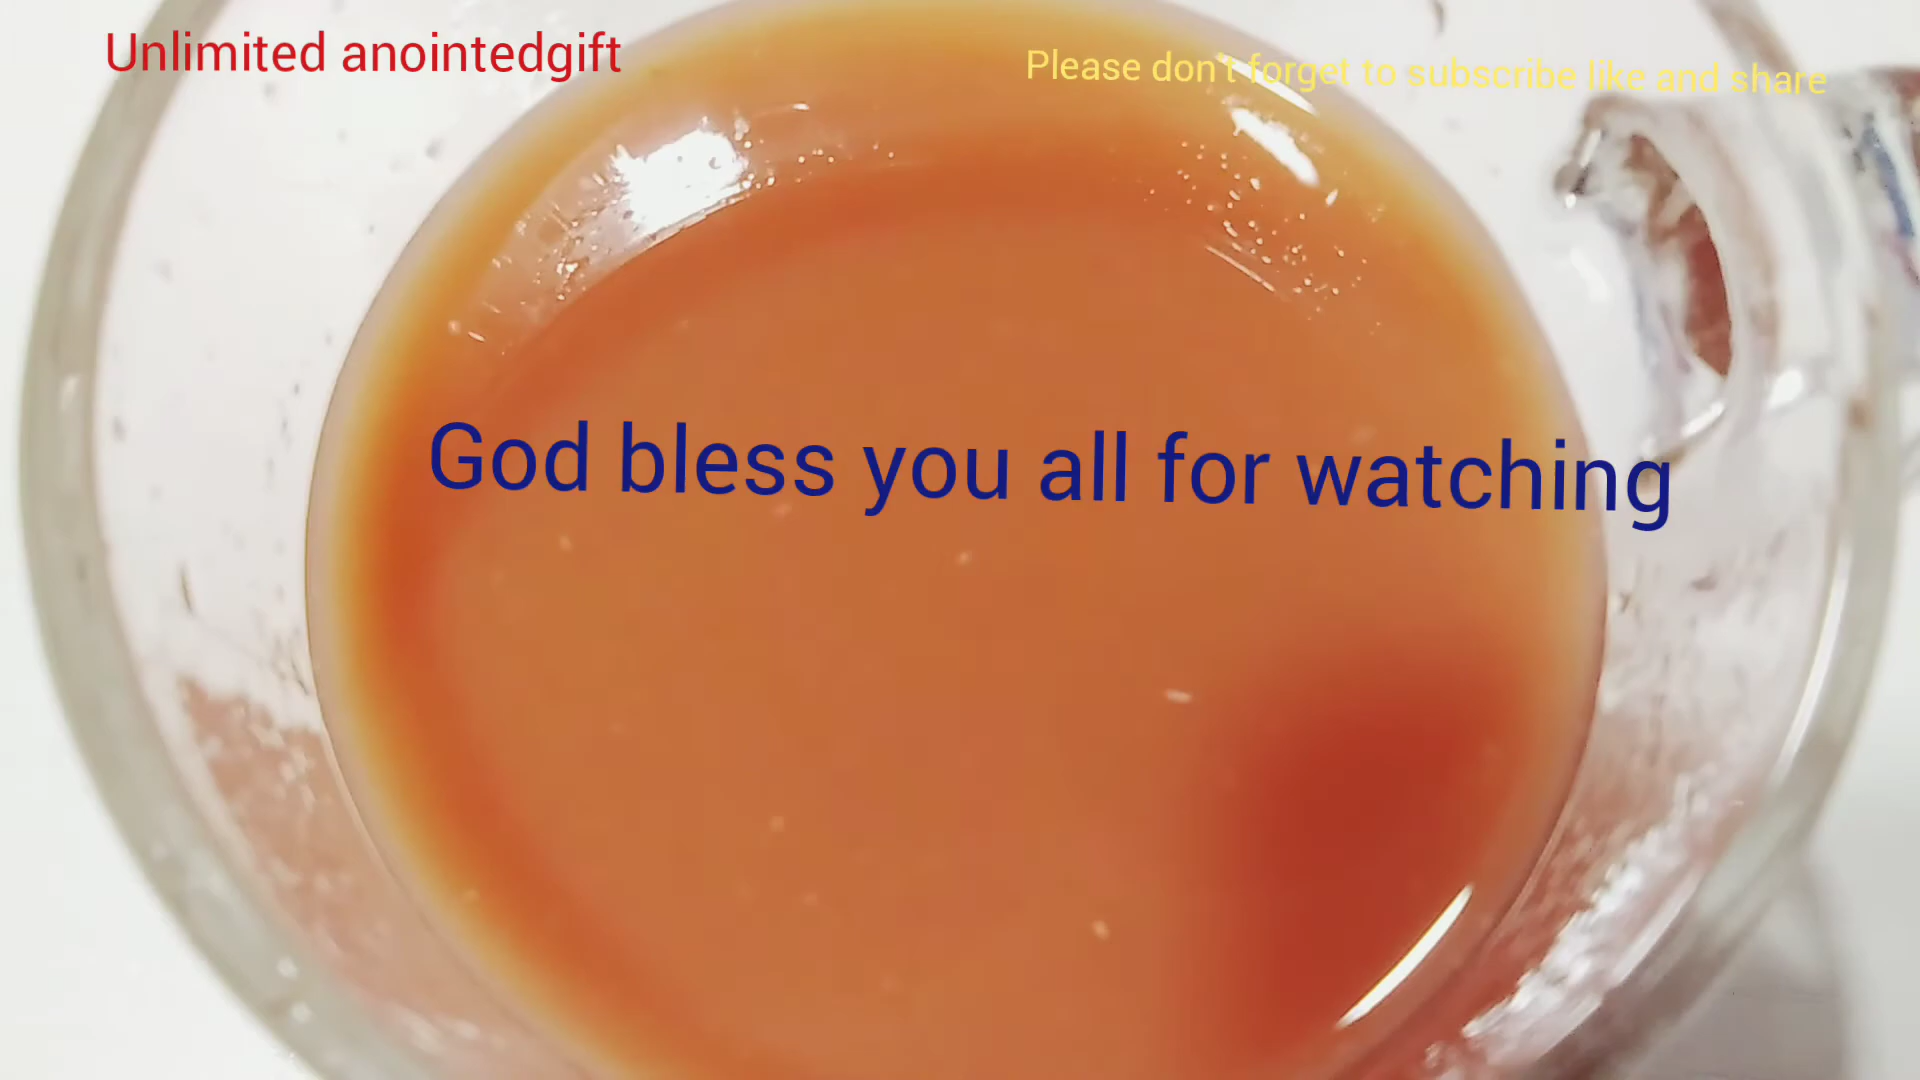 Unlimited anointedgift
Please don't forget to subscribe like and share
God bless you all for watching